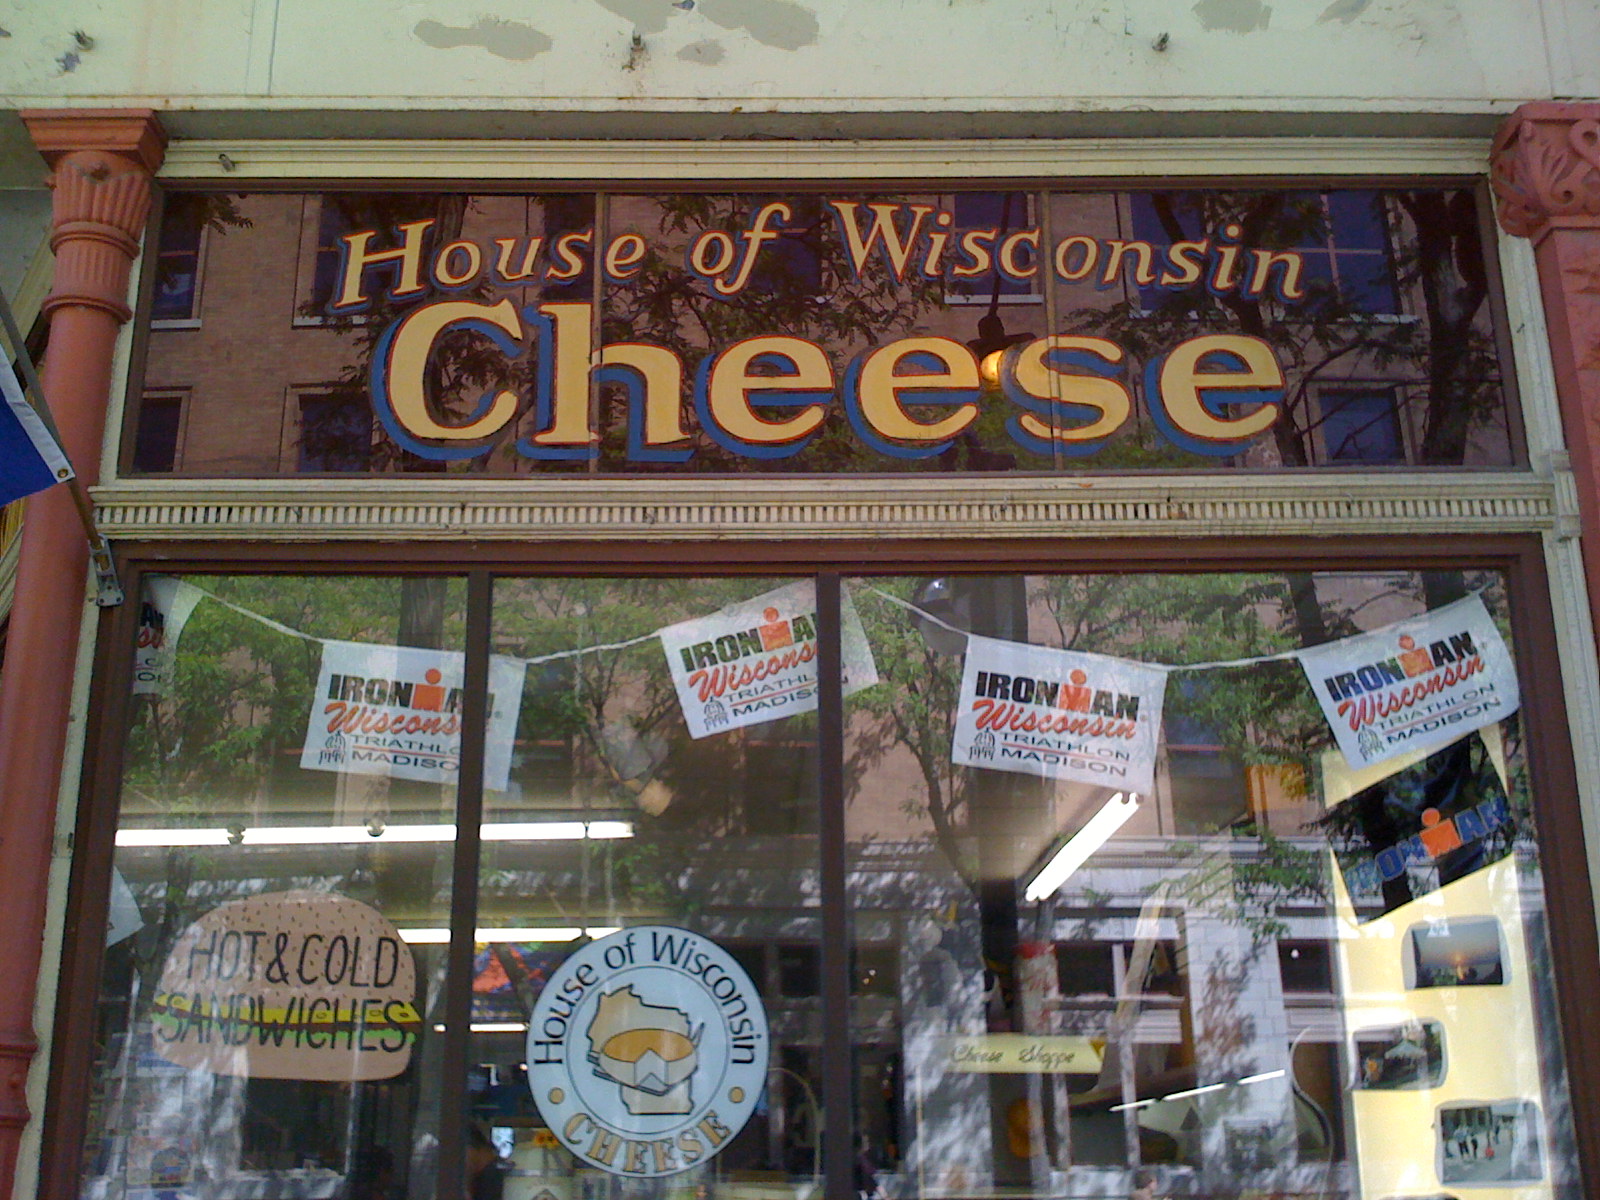 House of Wisconsin
Cheese
IRONMAN
Wisconsin
TRIATHLON
MADISON
IRONMAN
Wisconsin
TRIATHLON
MADISON
IRONMAN
Wisconsin
TRIATHLON
MADISON
IRONMAN
Wisconsin
TRIATHLON
MADISON
IRONMAN
HOT & COLD
SANDWICHES
House of Wisconsin
CHEESE
Cheese Shoppe